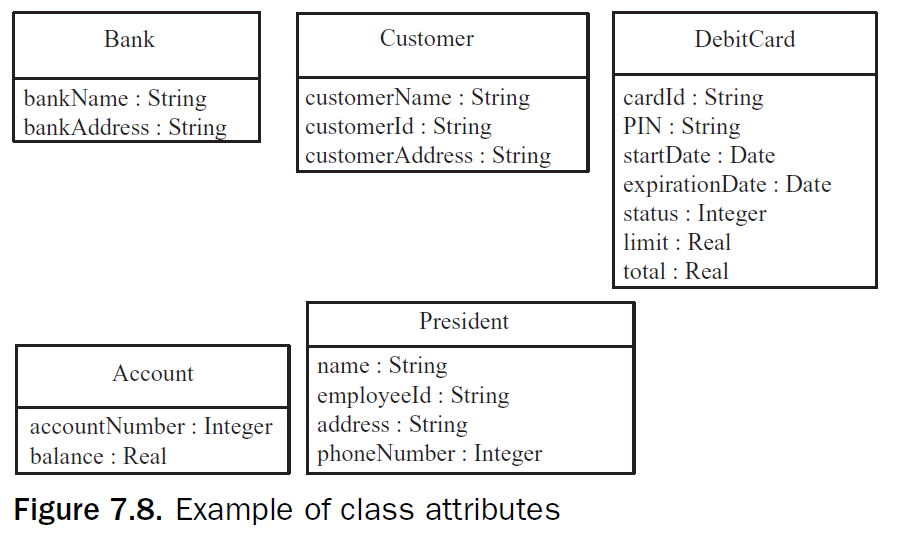 Bank
bankName : String
bankAddress : String
Customer
customerName : String
customerId : String
customerAddress : String
DebitCard
cardId : String
PIN : String
startDate : Date
expirationDate : Date
status : Integer
limit : Real
total : Real
Account
accountNumber : Integer
balance : Real
President
name : String
employeeId : String
address : String
phoneNumber : Integer
Figure 7.8. Example of class attributes